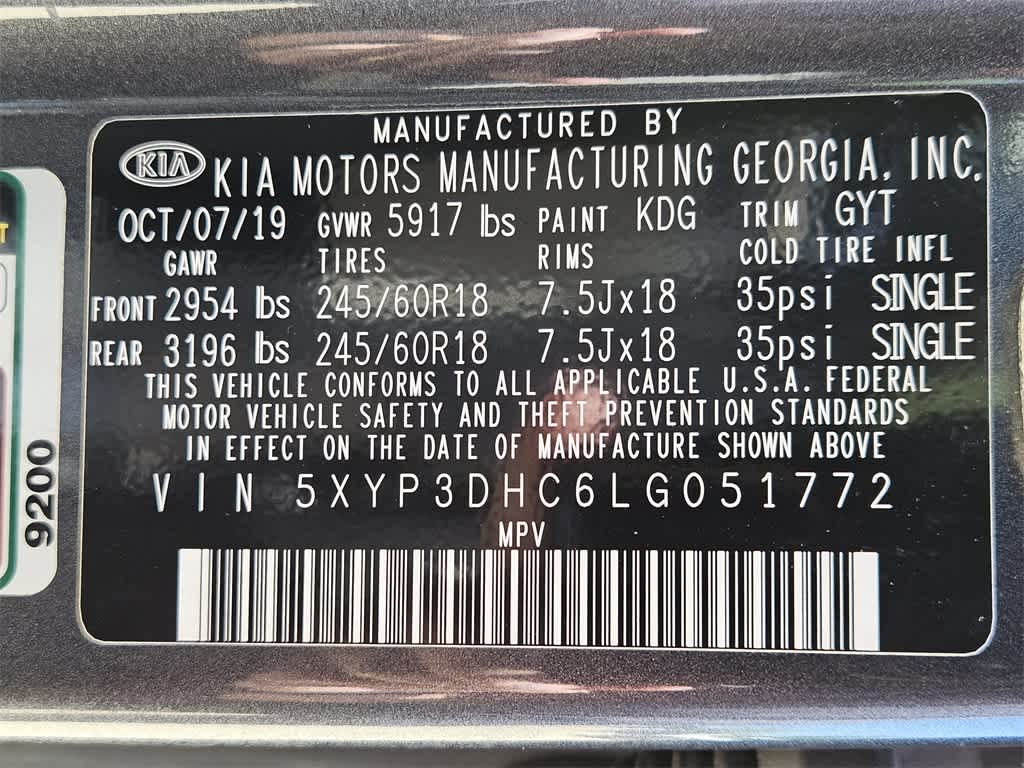 MANUFACTURED BY
KIA KIA MOTORS MANUFACTURING GEORGIA, INC.
OCT/07/19 GVWR 5917 lbs PAINT KDG TRIM GYT
GAWR TIRES RIMS COLD TIRE INFL
FRONT 2954 lbs 245/60R18 7.5Jx18 35psi SINGLE
REAR 3196 lbs 245/60R18 7.5Jx18 35psi SINGLE
THIS VEHICLE CONFORMS TO ALL APPLICABLE U.S.A. FEDERAL
MOTOR VEHICLE SAFETY AND THEFT PREVENTION STANDARDS
IN EFFECT ON THE DATE OF MANUFACTURE SHOWN ABOVE
VIN 5XYP3DHC6LG051772
MPV
9200